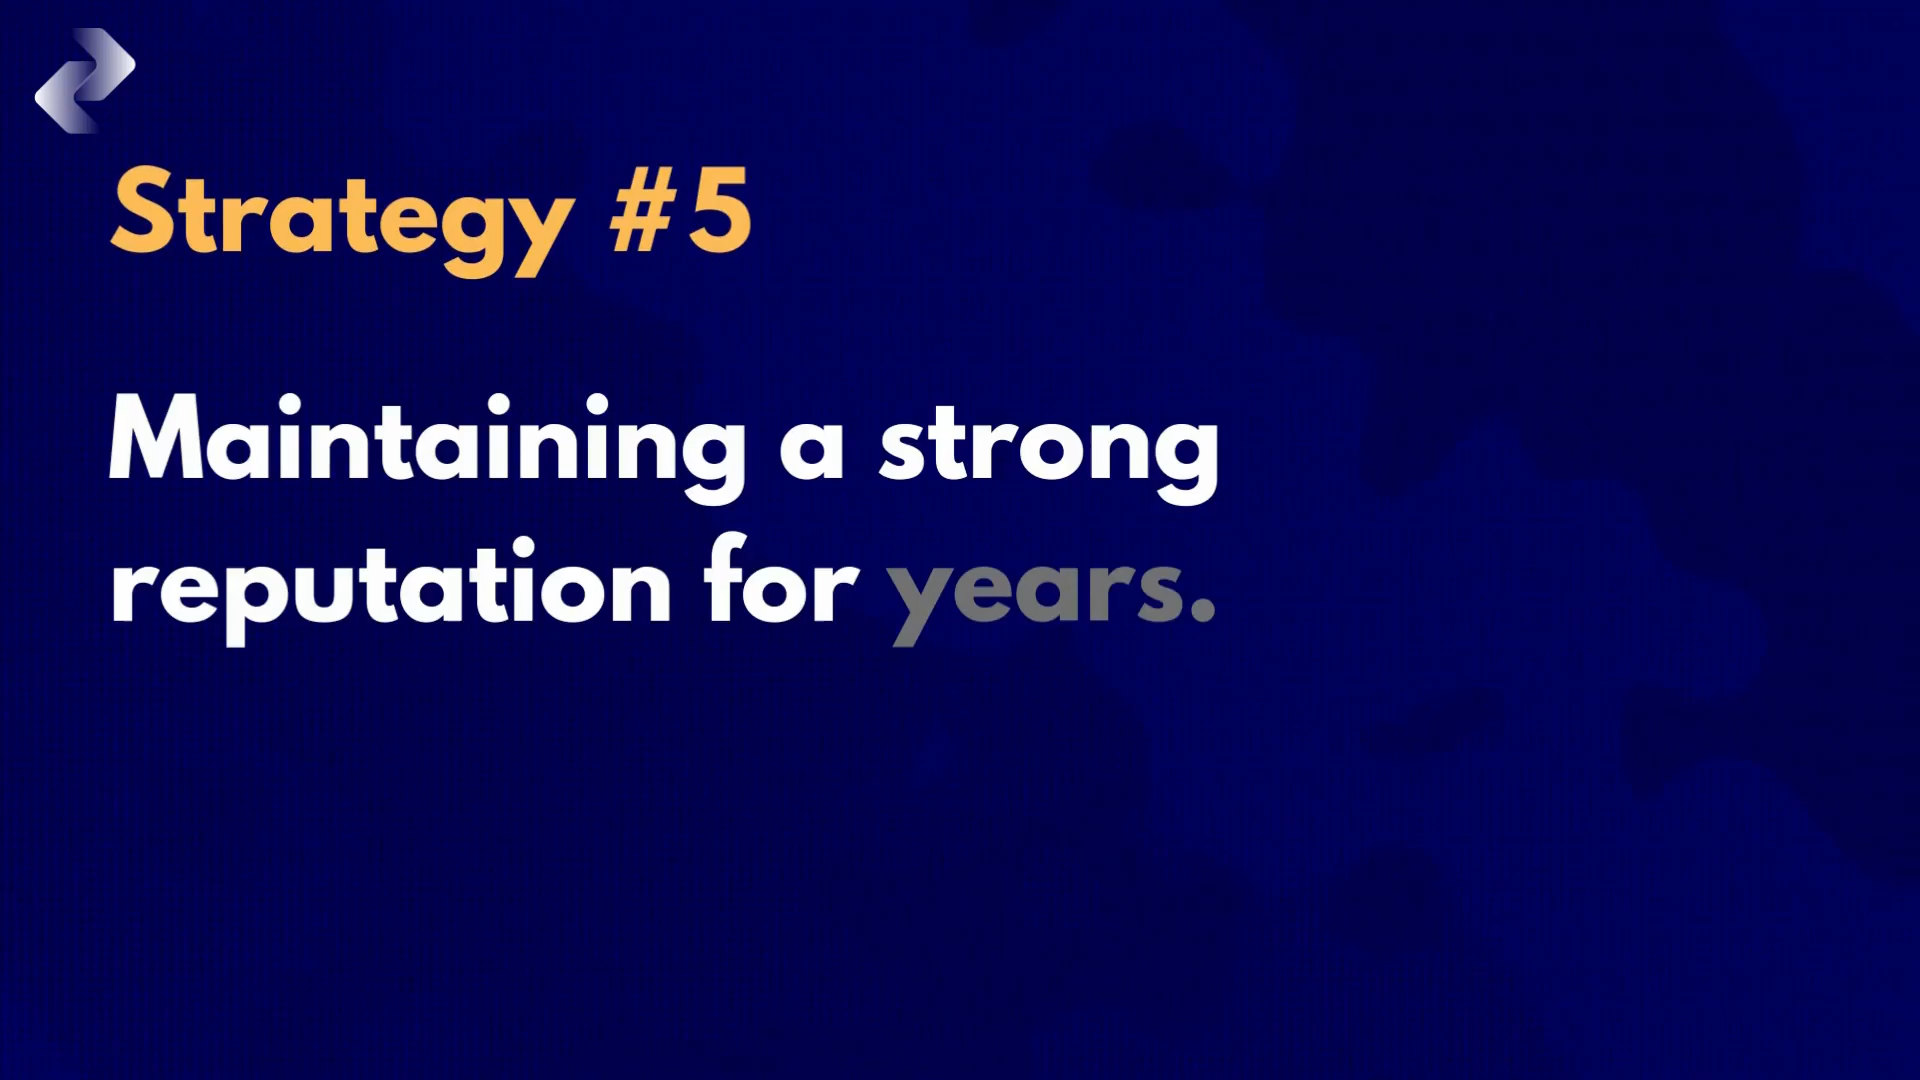 Strategy #5
Maintaining a strong
reputation for years.